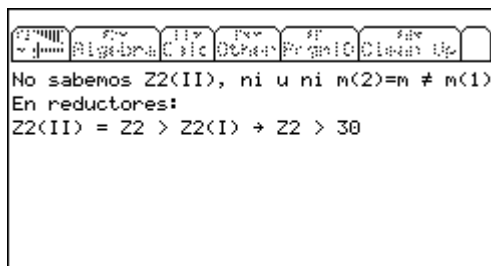 Algebra Calc Other PrgmIO Clean Up
No sabemos Z2(II), ni u ni m(2)=m ≠ m(1)
En reductores:
Z2(II) = Z2 > Z2(I) → Z2 > 30